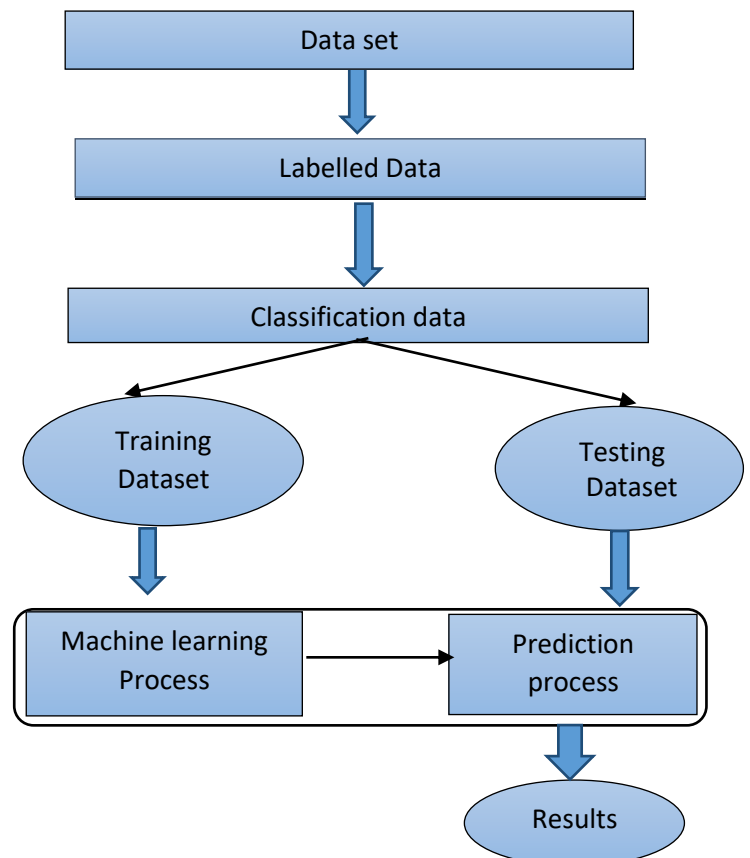 Data set
Labelled Data
Classification data
Training
Dataset
Testing
Dataset
Machine learning
Process
Prediction
process
Results